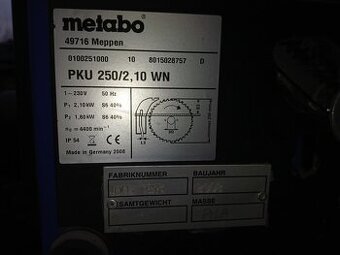 metabo
49716 Meppen
0100251000 10 8015028757 D
PKU 250/2,10 WN
1~230V 50 Hz
P₁ 2,10kW S6 40%
P₂ 1,60kW S6 40%
n₀ = 4400 min⁻¹
IP 54
Made in Germany 2008
30
FABRIKNUMMER BAUJAHR
MASSE